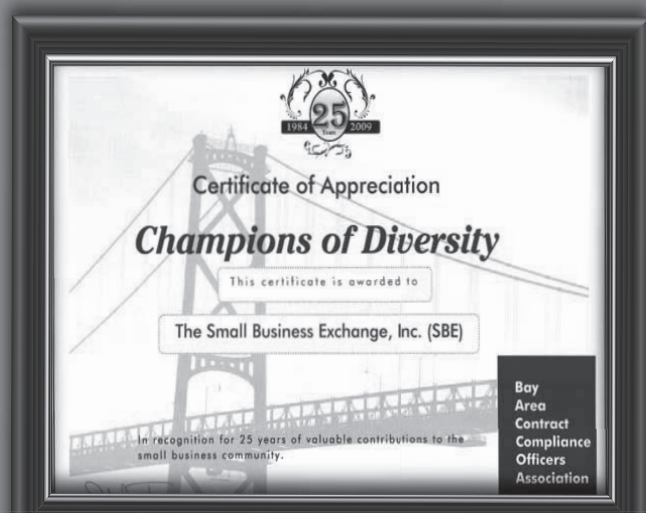 25
Years
1984 2009
Certificate of Appreciation
Champions of Diversity
This certificate is awarded to
The Small Business Exchange, Inc. (SBE)
In recognition for 25 years of valuable contributions to the
small business community.
Bay
Area
Contract
Compliance
Officers
Association